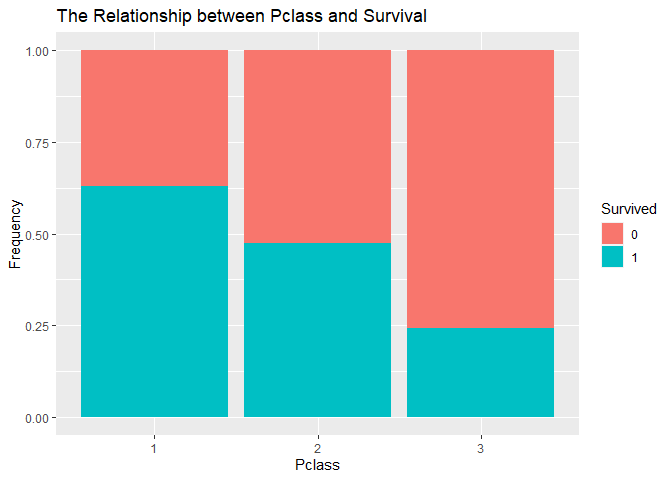 The Relationship between Pclass and Survival
1.00
0.75
0.50
0.25
0.00
Frequency
1 2 3
Pclass
Survived
0
1